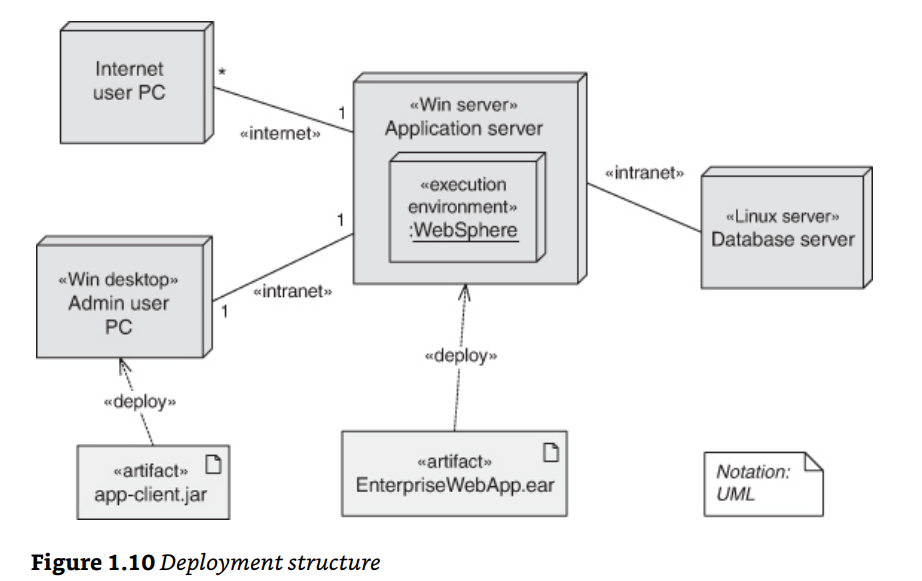 Internet
user PC
*
1
«internet»
«Win server»
Application server
«execution
environment»
:WebSphere
«intranet»
«Linux server»
Database server
«Win desktop»
Admin user
PC
1
«intranet»
1
«deploy»
«deploy»
«artifact»
app-client.jar
«artifact»
EnterpriseWebApp.ear
Notation:
UML
Figure 1.10 Deployment structure